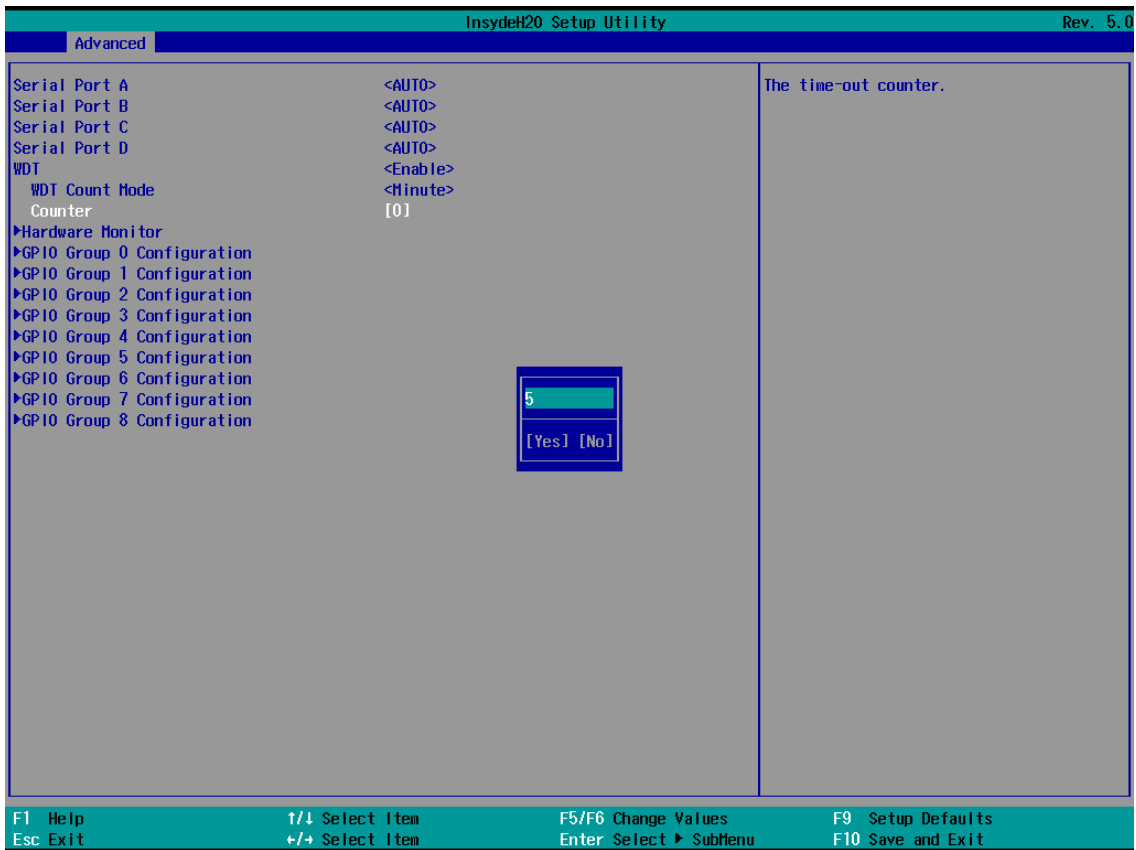 InsydeH2O Setup Utility Rev. 5.0
Advanced
Serial Port A <AUTO>
Serial Port B <AUTO>
Serial Port C <AUTO>
Serial Port D <AUTO>
WDT <Enable>
WDT Count Mode <Minute>
Counter [0]
▶Hardware Monitor
▶GPIO Group 0 Configuration
▶GPIO Group 1 Configuration
▶GPIO Group 2 Configuration
▶GPIO Group 3 Configuration
▶GPIO Group 4 Configuration
▶GPIO Group 5 Configuration
▶GPIO Group 6 Configuration
▶GPIO Group 7 Configuration
▶GPIO Group 8 Configuration
The time-out counter.
5
[Yes] [No]
F1 Help ↑/↓ Select Item F5/F6 Change Values F9 Setup Defaults
Esc Exit ←/→ Select Item Enter Select ▶ SubMenu F10 Save and Exit